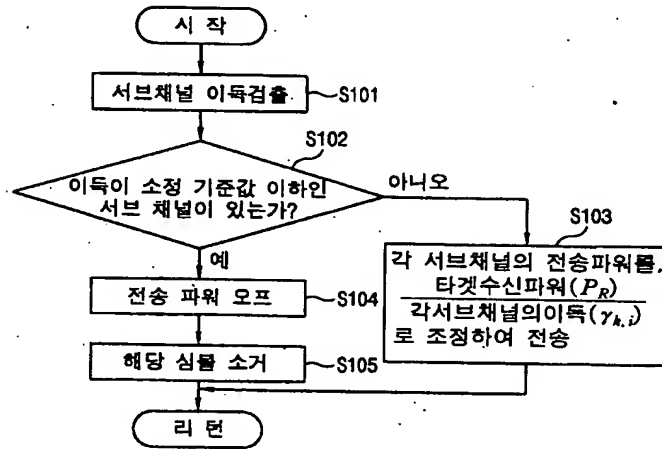 시 작
서브채널 이득검출
S101
S102
이득이 소정 기준값 이하인
서브 채널이 있는가?
아니오
예
S103
각 서브채널의 전송파워를,
타겟수신파워(P_R)
각서브채널의이득(γ_k,i)
로 조정하여 전송
전송 파워 오프
S104
해당 심볼 소거
S105
리 턴